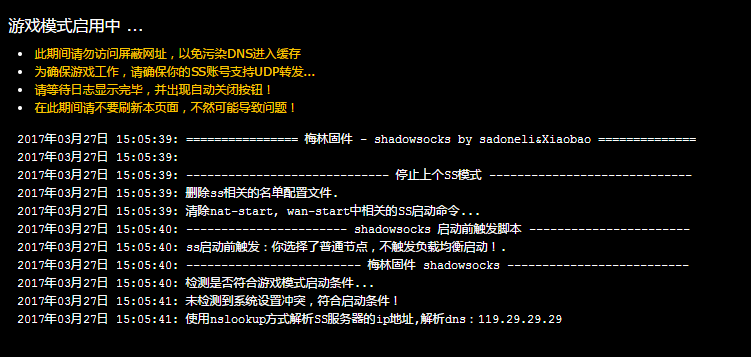 游戏模式启用中 ...
此期间请勿访问屏蔽网址，以免污染DNS进入缓存
为确保游戏工作，请确保你的SS账号支持UDP转发...
请等待日志显示完毕，并出现自动关闭按钮！
在此期间请不要刷新本页面，不然可能导致问题！
2017年03月27日 15:05:39: ================ 梅林固件 - shadowsocks by sadoneli&Xiaobao ==============
2017年03月27日 15:05:39:
2017年03月27日 15:05:39: ----------------------------- 停止上个SS模式 -----------------------------
2017年03月27日 15:05:39: 删除ss相关的名单配置文件.
2017年03月27日 15:05:39: 清除nat-start, wan-start中相关的SS启动命令...
2017年03月27日 15:05:40: ----------------------- shadowsocks 启动前触发脚本 -----------------------
2017年03月27日 15:05:40: ss启动前触发：你选择了普通节点，不触发负载均衡启动！.
2017年03月27日 15:05:40: ------------------------- 梅林固件 shadowsocks --------------------------
2017年03月27日 15:05:40: 检测是否符合游戏模式启动条件...
2017年03月27日 15:05:41: 未检测到系统设置冲突，符合启动条件！
2017年03月27日 15:05:41: 使用nslookup方式解析SS服务器的ip地址,解析dns：119.29.29.29